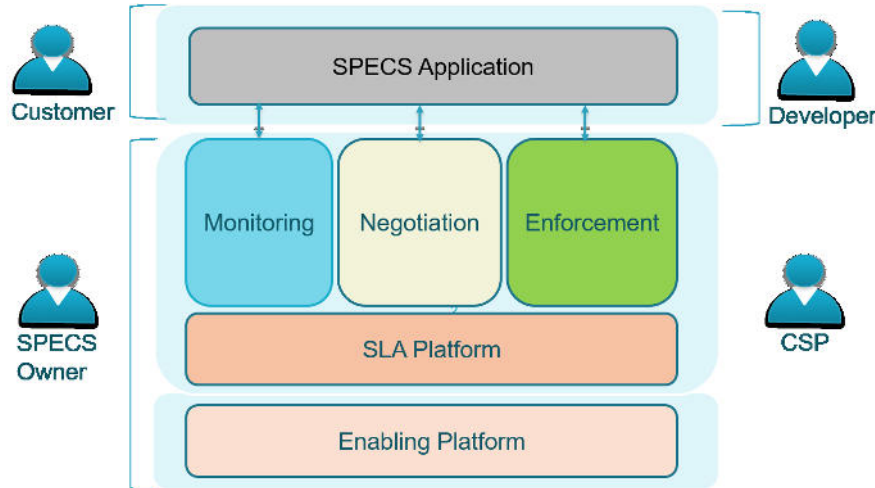 SPECS Application
Customer
Developer
Monitoring
Negotiation
Enforcement
SPECS
Owner
CSP
SLA Platform
Enabling Platform